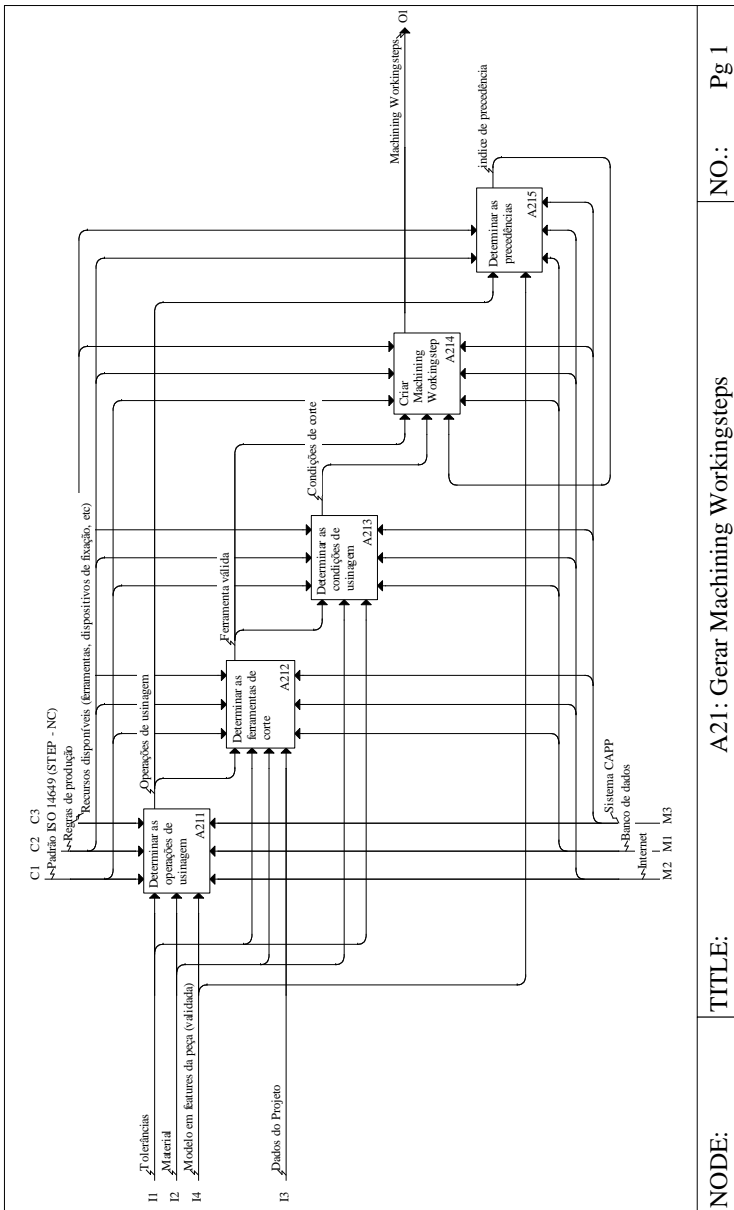 C1
C2
C3
Padrão ISO 14649 (STEP - NC)
Regras de produção
Recursos disponíveis (ferramentas, dispositivos de fixação, etc)
I1
Tolerâncias
I2
Material
I4
Modelo em features da peça (validada)
I3
Dados do Projeto
Determinar as
operações de
usinagem
A211
Operações de usinagem
Determinar as
ferramentas de
corte
A212
Ferramenta válida
Determinar as
condições de
usinagem
A213
Condições de corte
Criar
Machining
Workingstep
A214
Machining Workingsteps
O1
Determinar as
precedências
A215
índice de precedência
Sistema CAPP
Banco de dados
Internet
M2
M1
M3
NODE:
TITLE:
A21: Gerar Machining Workingsteps
NO.:
Pg 1